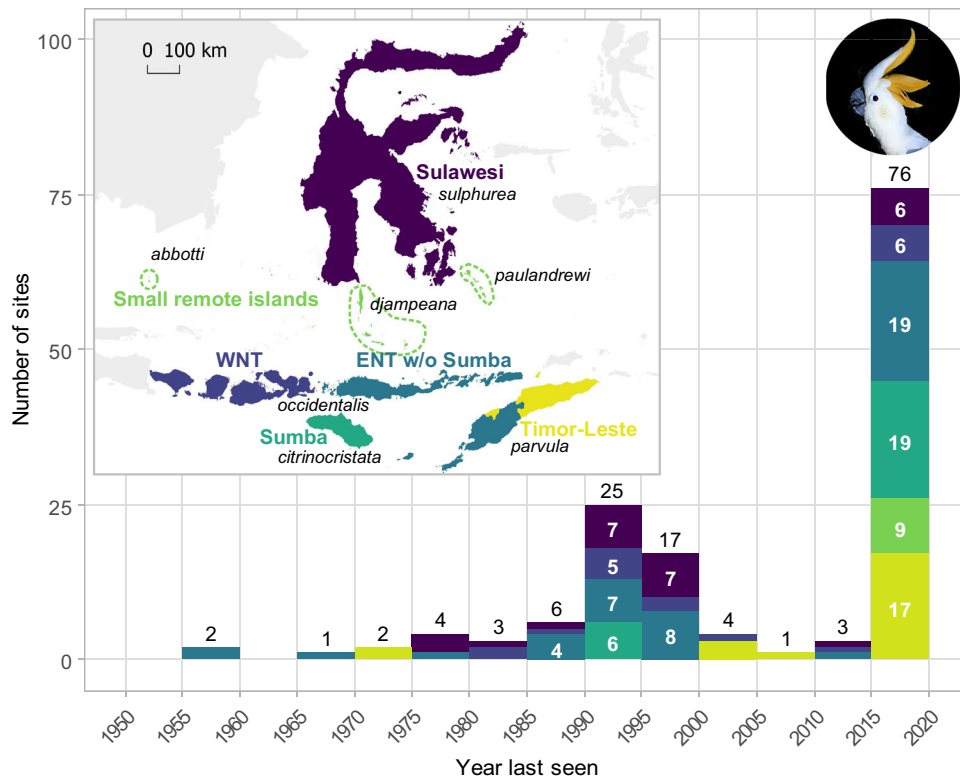 100
75
50
25
0
Number of sites
0 100 km
Sulawesi
sulphurea
abbotti
Small remote islands
djampeana
paulandrewi
WNT
ENT w/o Sumba
occidentalis
Sumba
citrinocristata
Timor-Leste
parvula
2
1
2
4
3
6
4
25
7
5
7
6
17
7
8
4
1
3
76
6
6
19
19
9
17
1950
1955
1960
1965
1970
1975
1980
1985
1990
1995
2000
2005
2010
2015
2020
Year last seen